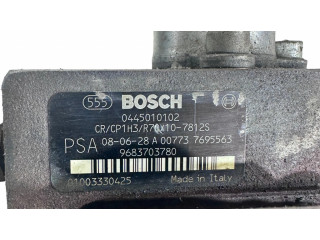 555 BOSCH
0445010102
CR/CP1H3/R70x10-7812S
PSA 08-06-28 A 00773 7695563
9683703780
01003330425 Made in Italy